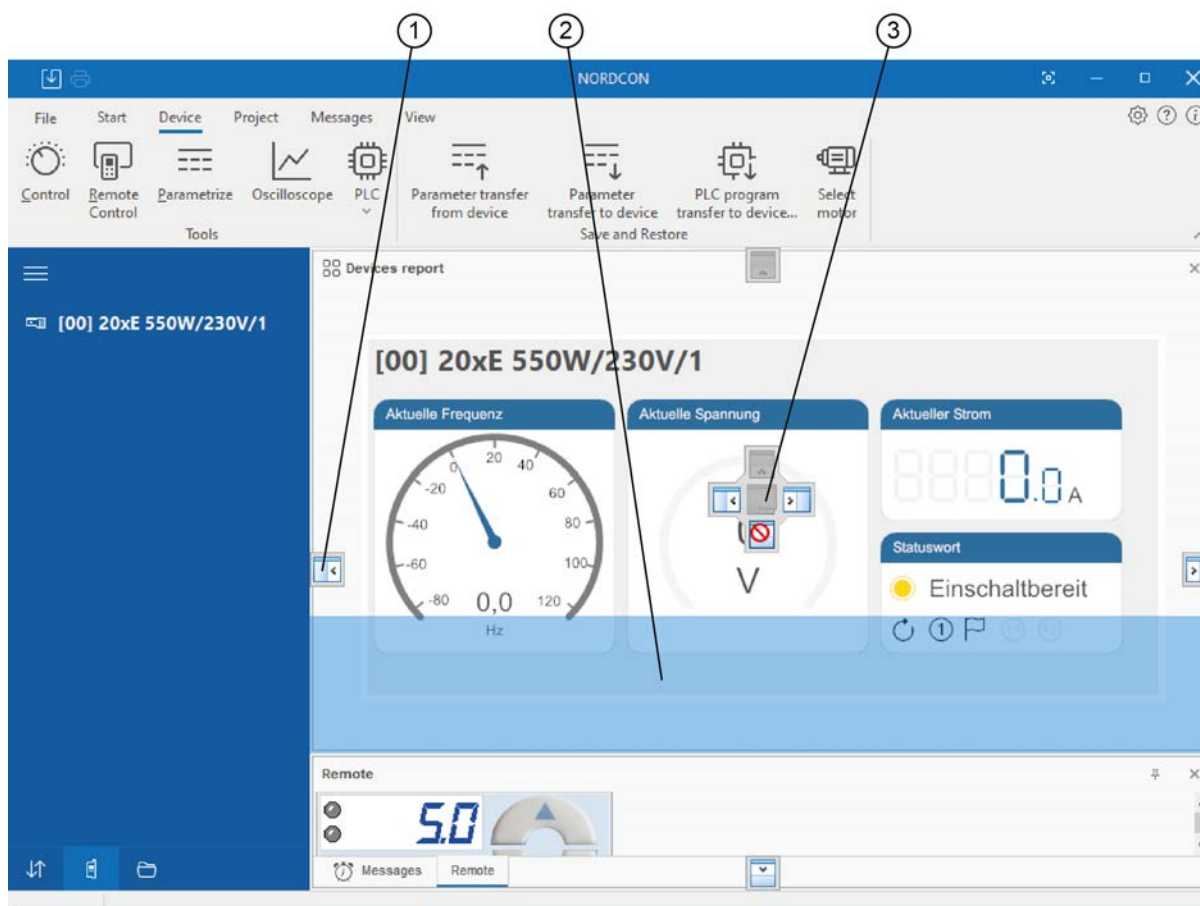 1 2 3
NORDCON
File Start Device Project Messages View
Control Remote Control Parametrize Oscilloscope PLC Parameter transfer from device Parameter transfer to device PLC program transfer to device... Select motor
Tools Save and Restore
Devices report
[00] 20xE 550W/230V/1
[00] 20xE 550W/230V/1
Aktuelle Frequenz
-80 -60 -40 -20 0 20 40 60 80 100 120
0,0
Hz
Aktuelle Spannung
V
Aktueller Strom
0.0 A
Statuswort
Einschaltbereit
1
Remote
5.0
Messages Remote